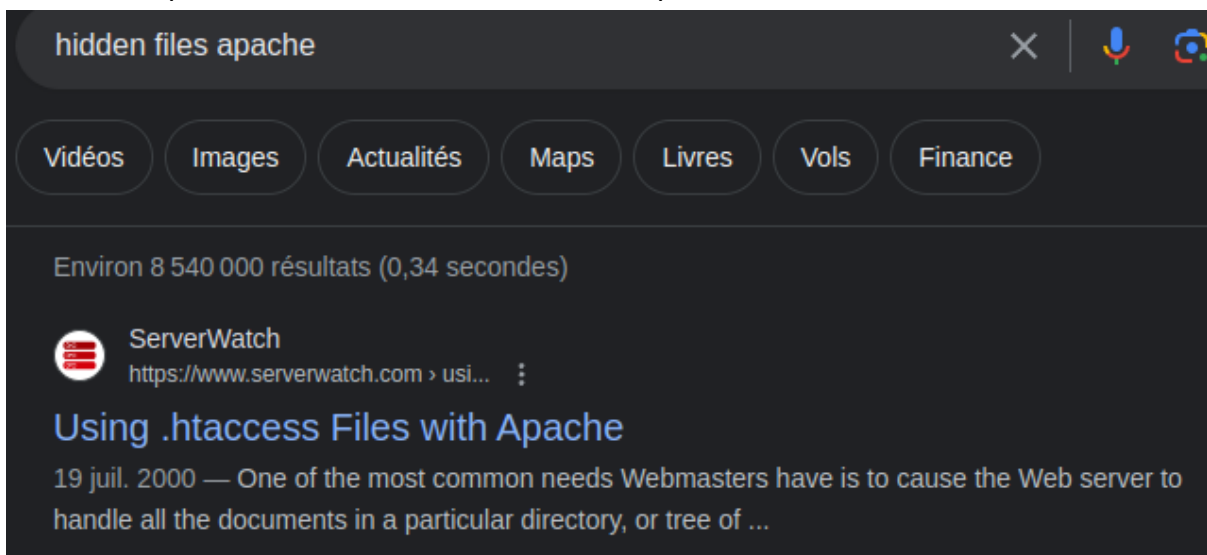 hidden files apache
Vidéos Images Actualités Maps Livres Vols Finance
Environ 8 540 000 résultats (0,34 secondes)
ServerWatch
https://www.serverwatch.com › usi...
Using .htaccess Files with Apache
19 juil. 2000 — One of the most common needs Webmasters have is to cause the Web server to
handle all the documents in a particular directory, or tree of ...